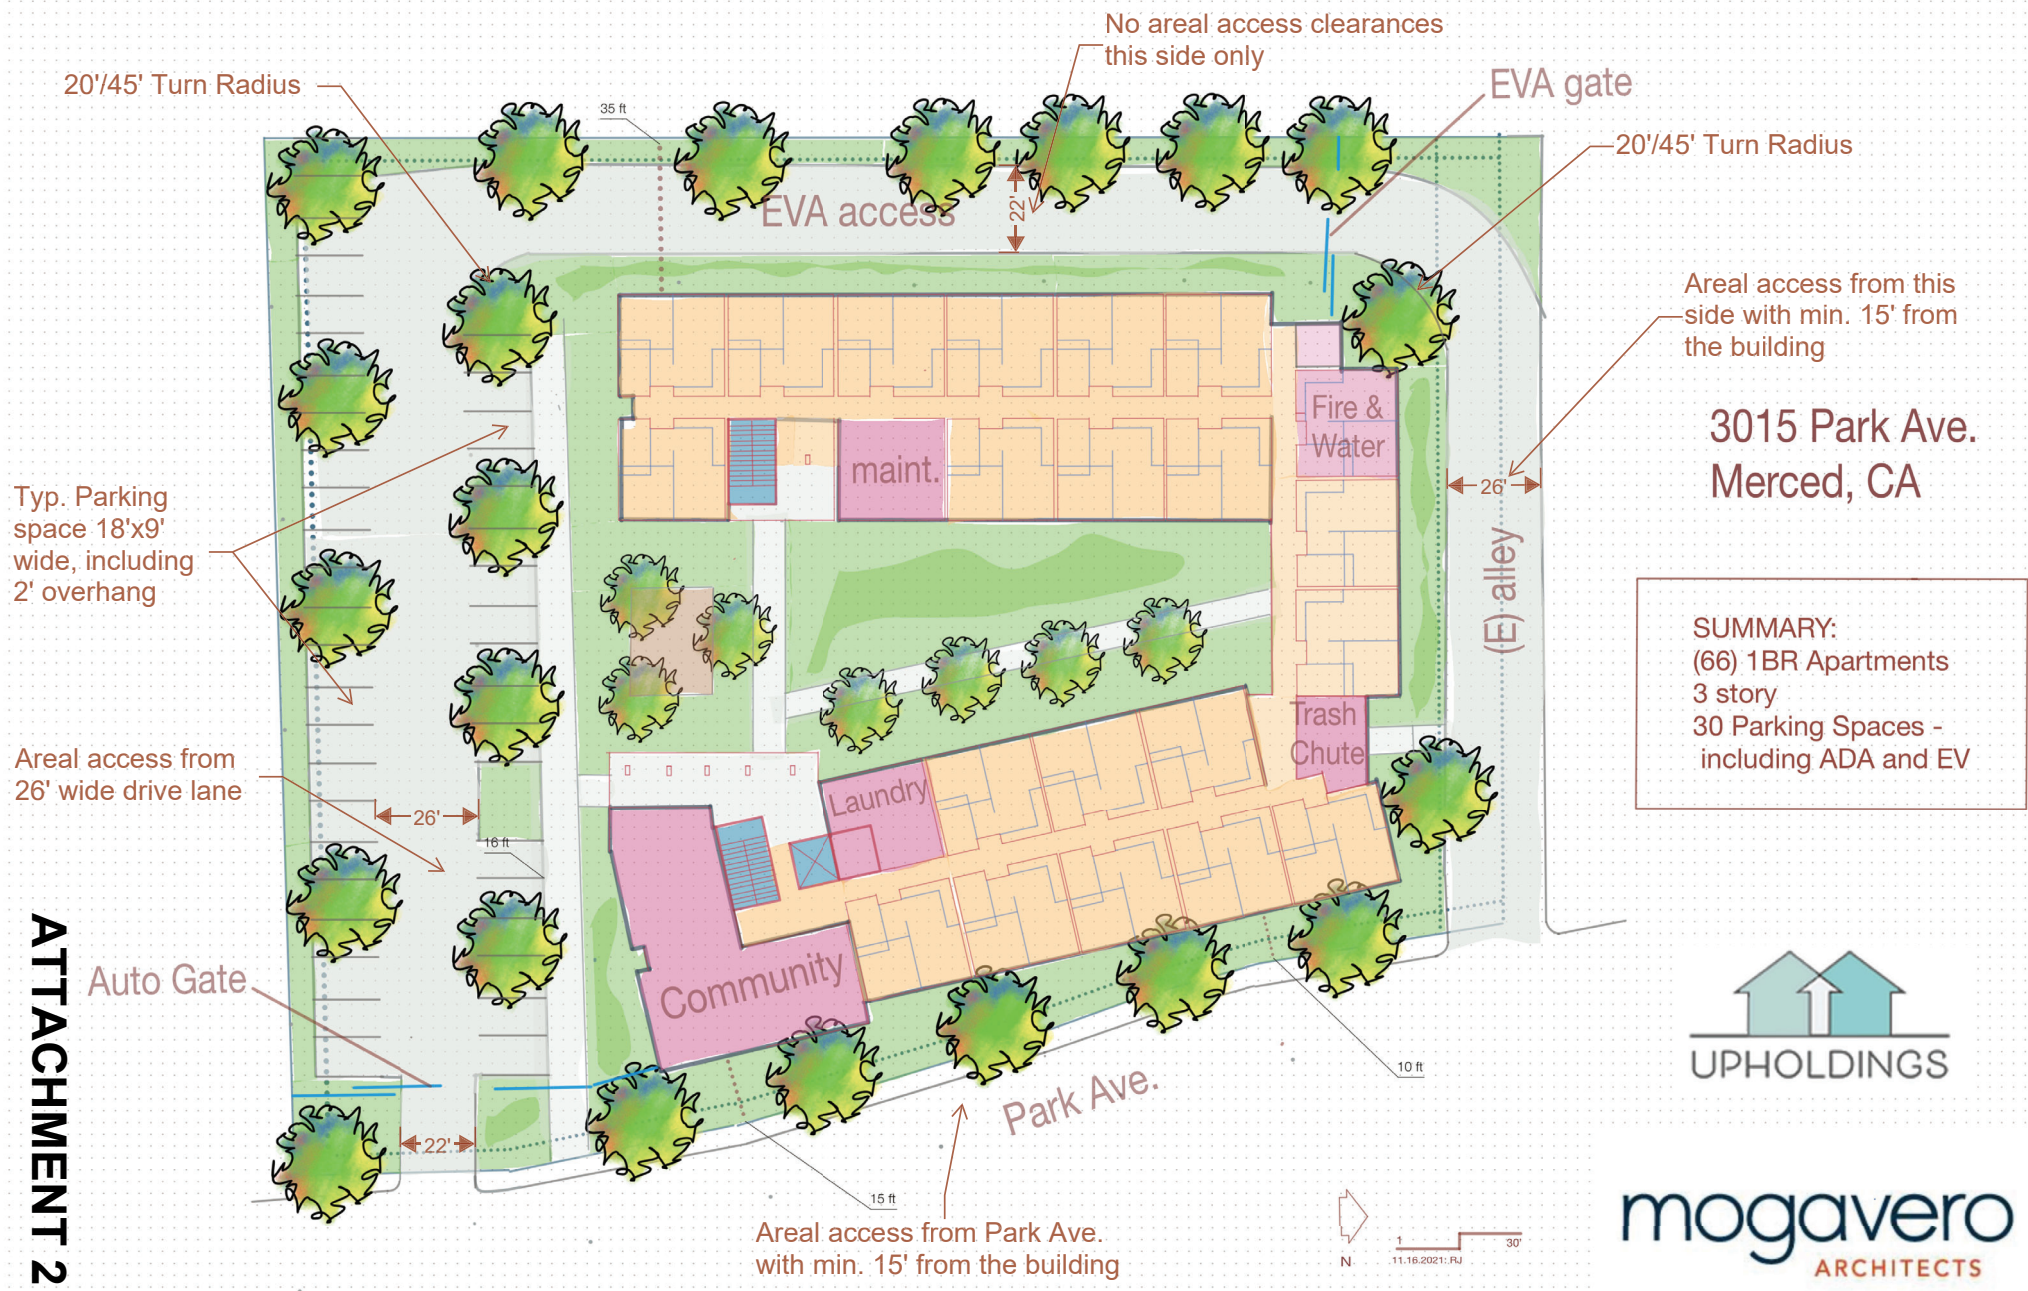 No areal access clearances
this side only
EVA gate
20'/45' Turn Radius
35 ft
20'/45' Turn Radius
EVA access
22'
Areal access from this
side with min. 15' from
the building
Fire &
Water
3015 Park Ave.
Merced, CA
maint.
26'
Typ. Parking
space 18'x9'
wide, including
2' overhang
(E) alley
SUMMARY:
(66) 1BR Apartments
3 story
30 Parking Spaces -
including ADA and EV
Trash
Chute
Areal access from
26' wide drive lane
Laundry
26'
16 ft
ATTACHMENT 2
Auto Gate
Community
UPHOLDINGS
10 ft
Park Ave.
22'
15 ft
Areal access from Park Ave.
with min. 15' from the building
N
1
30'
11.16.2021: RJ
mogavero
ARCHITECTS